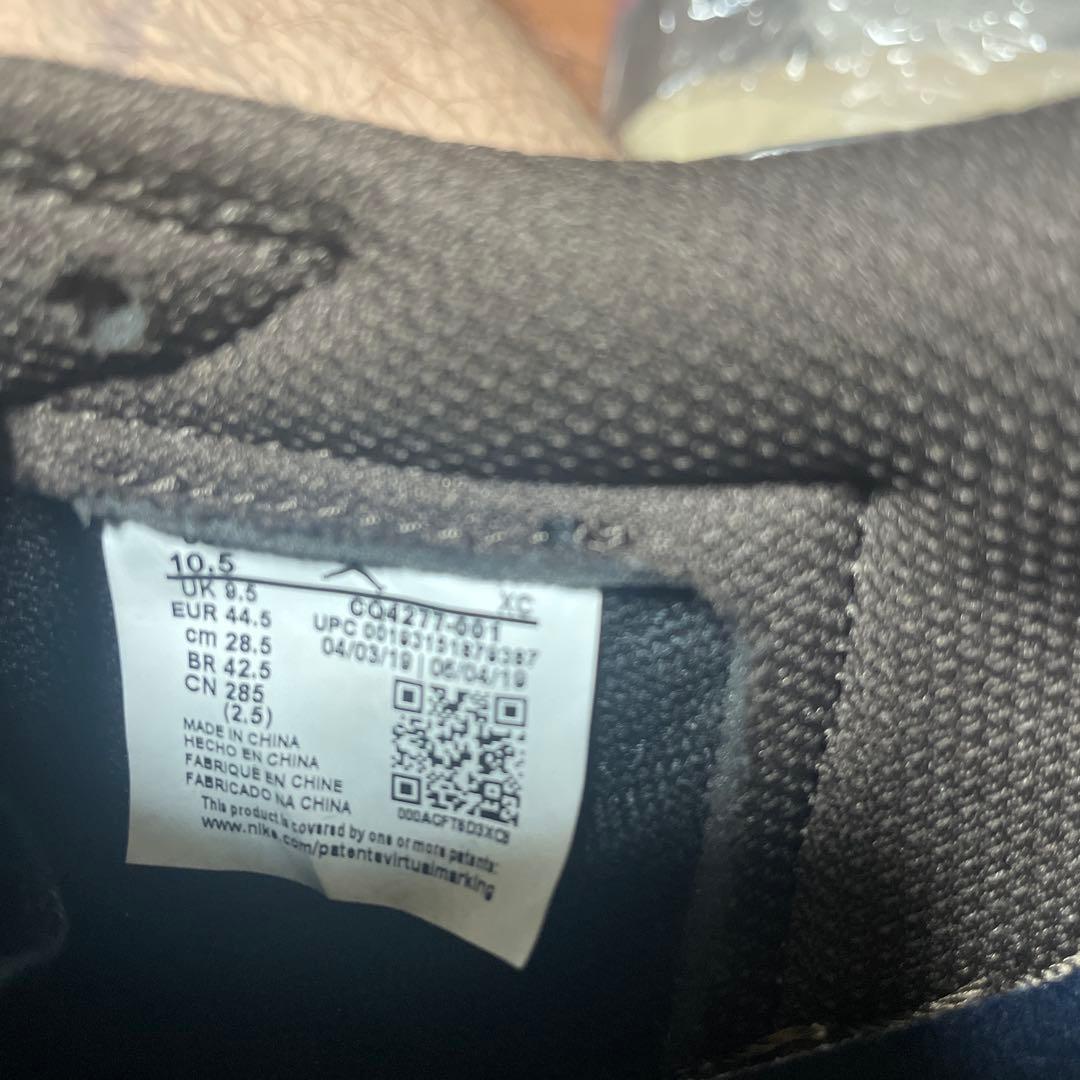 10.5
XC
UK 9.5
EUR 44.5
cm 28.5
BR 42.5
CN 285
(2.5)
CQ4277-001
UPC
04/03/19 | 06/04/19
MADE IN CHINA
HECHO EN CHINA
FABRIQUÉ EN CHINE
FABRICADO NA CHINA
This product is covered by one or more patents:
www.nike.com/patentsvirtualmarking